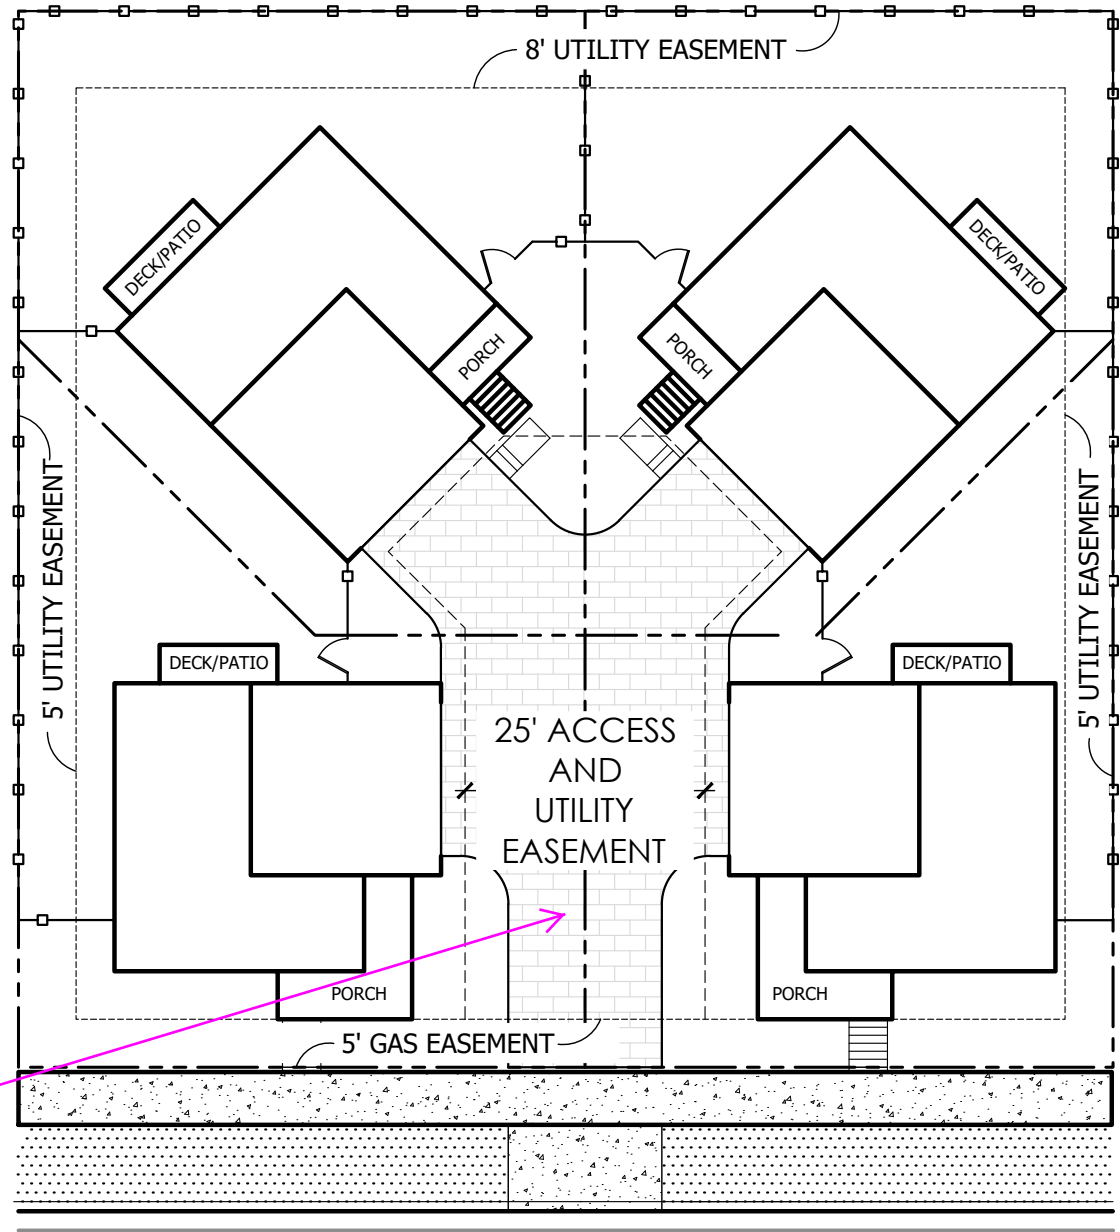 8' UTILITY EASEMENT
DECK/PATIO
DECK/PATIO
PORCH
PORCH
5' UTILITY EASEMENT
5' UTILITY EASEMENT
DECK/PATIO
DECK/PATIO
25' ACCESS
AND
UTILITY
EASEMENT
PORCH
PORCH
5' GAS EASEMENT